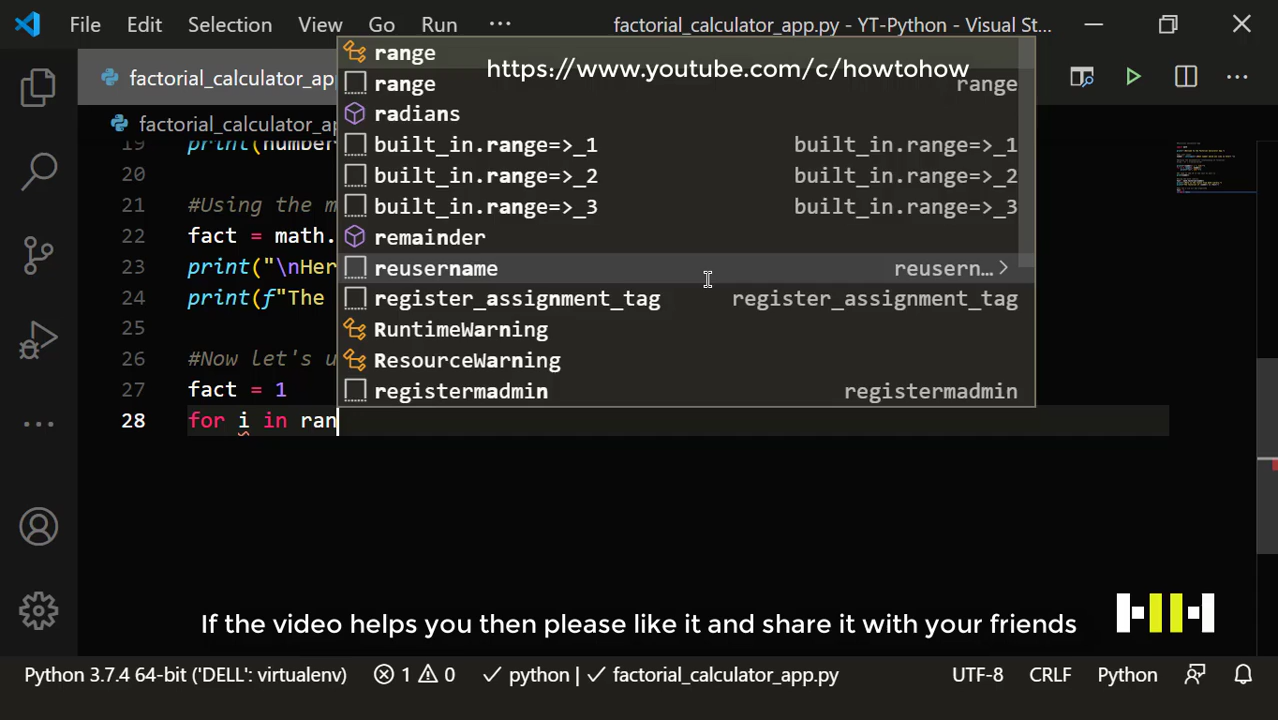 File Edit Selection View Go Run ··· factorial_calculator_app.py - YT-Python - Visual St...
factorial_calculator_ap
https://www.youtube.com/c/howtohow
factorial_calculator_a
range
range range
radians
built_in.range=>_1 built_in.range=>_1
built_in.range=>_2 built_in.range=>_2
built_in.range=>_3 built_in.range=>_3
remainder
reusername reusern...
register_assignment_tag register_assignment_tag
RuntimeWarning
ResourceWarning
registermadmin registermadmin
19 print(number
20
21 #Using the m
22 fact = math.
23 print("\nHer
24 print(f"The
25
26 #Now let's u
27 fact = 1
28 for i in ran
If the video helps you then please like it and share it with your friends
HIIH
Python 3.7.4 64-bit ('DELL': virtualenv) 1 0 python | factorial_calculator_app.py UTF-8 CRLF Python